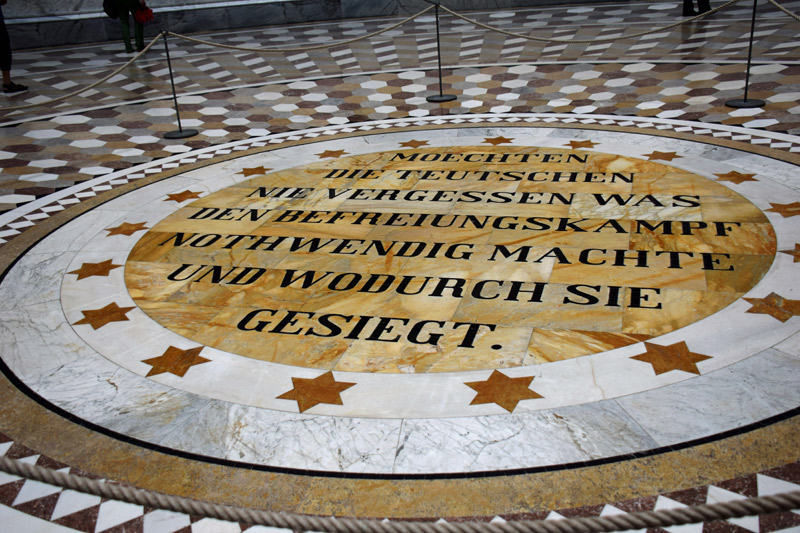 MOECHTEN
DIE TEUTSCHEN
NIE VERGESSEN WAS
DEN BEFREIUNGSKAMPF
NOTHWENDIG MACHTE
UND WODURCH SIE
GESIEGT.